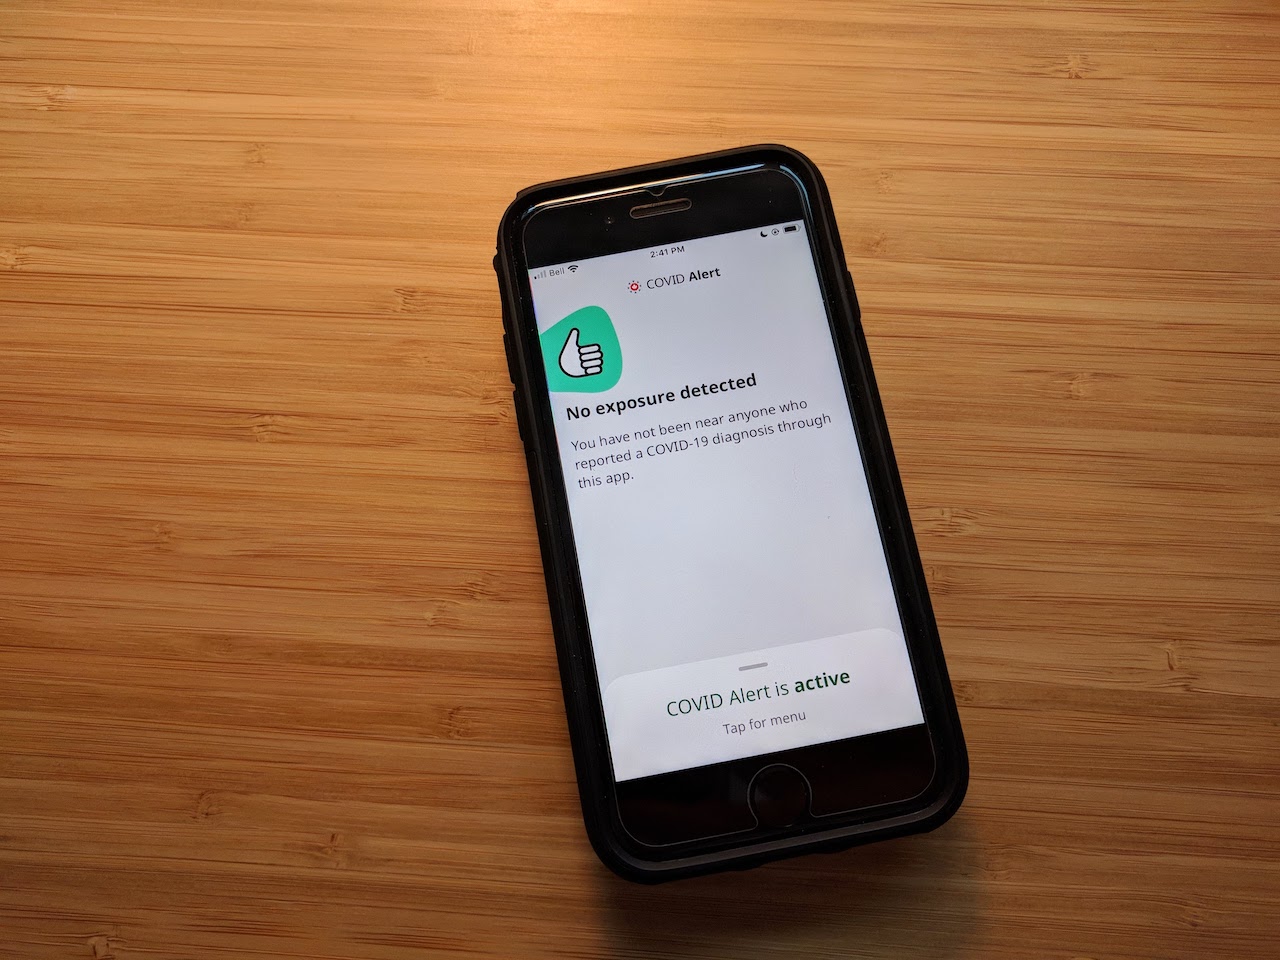 Bell 2:41 PM
COVID Alert
No exposure detected
You have not been near anyone who
reported a COVID-19 diagnosis through
this app.
COVID Alert is active
Tap for menu